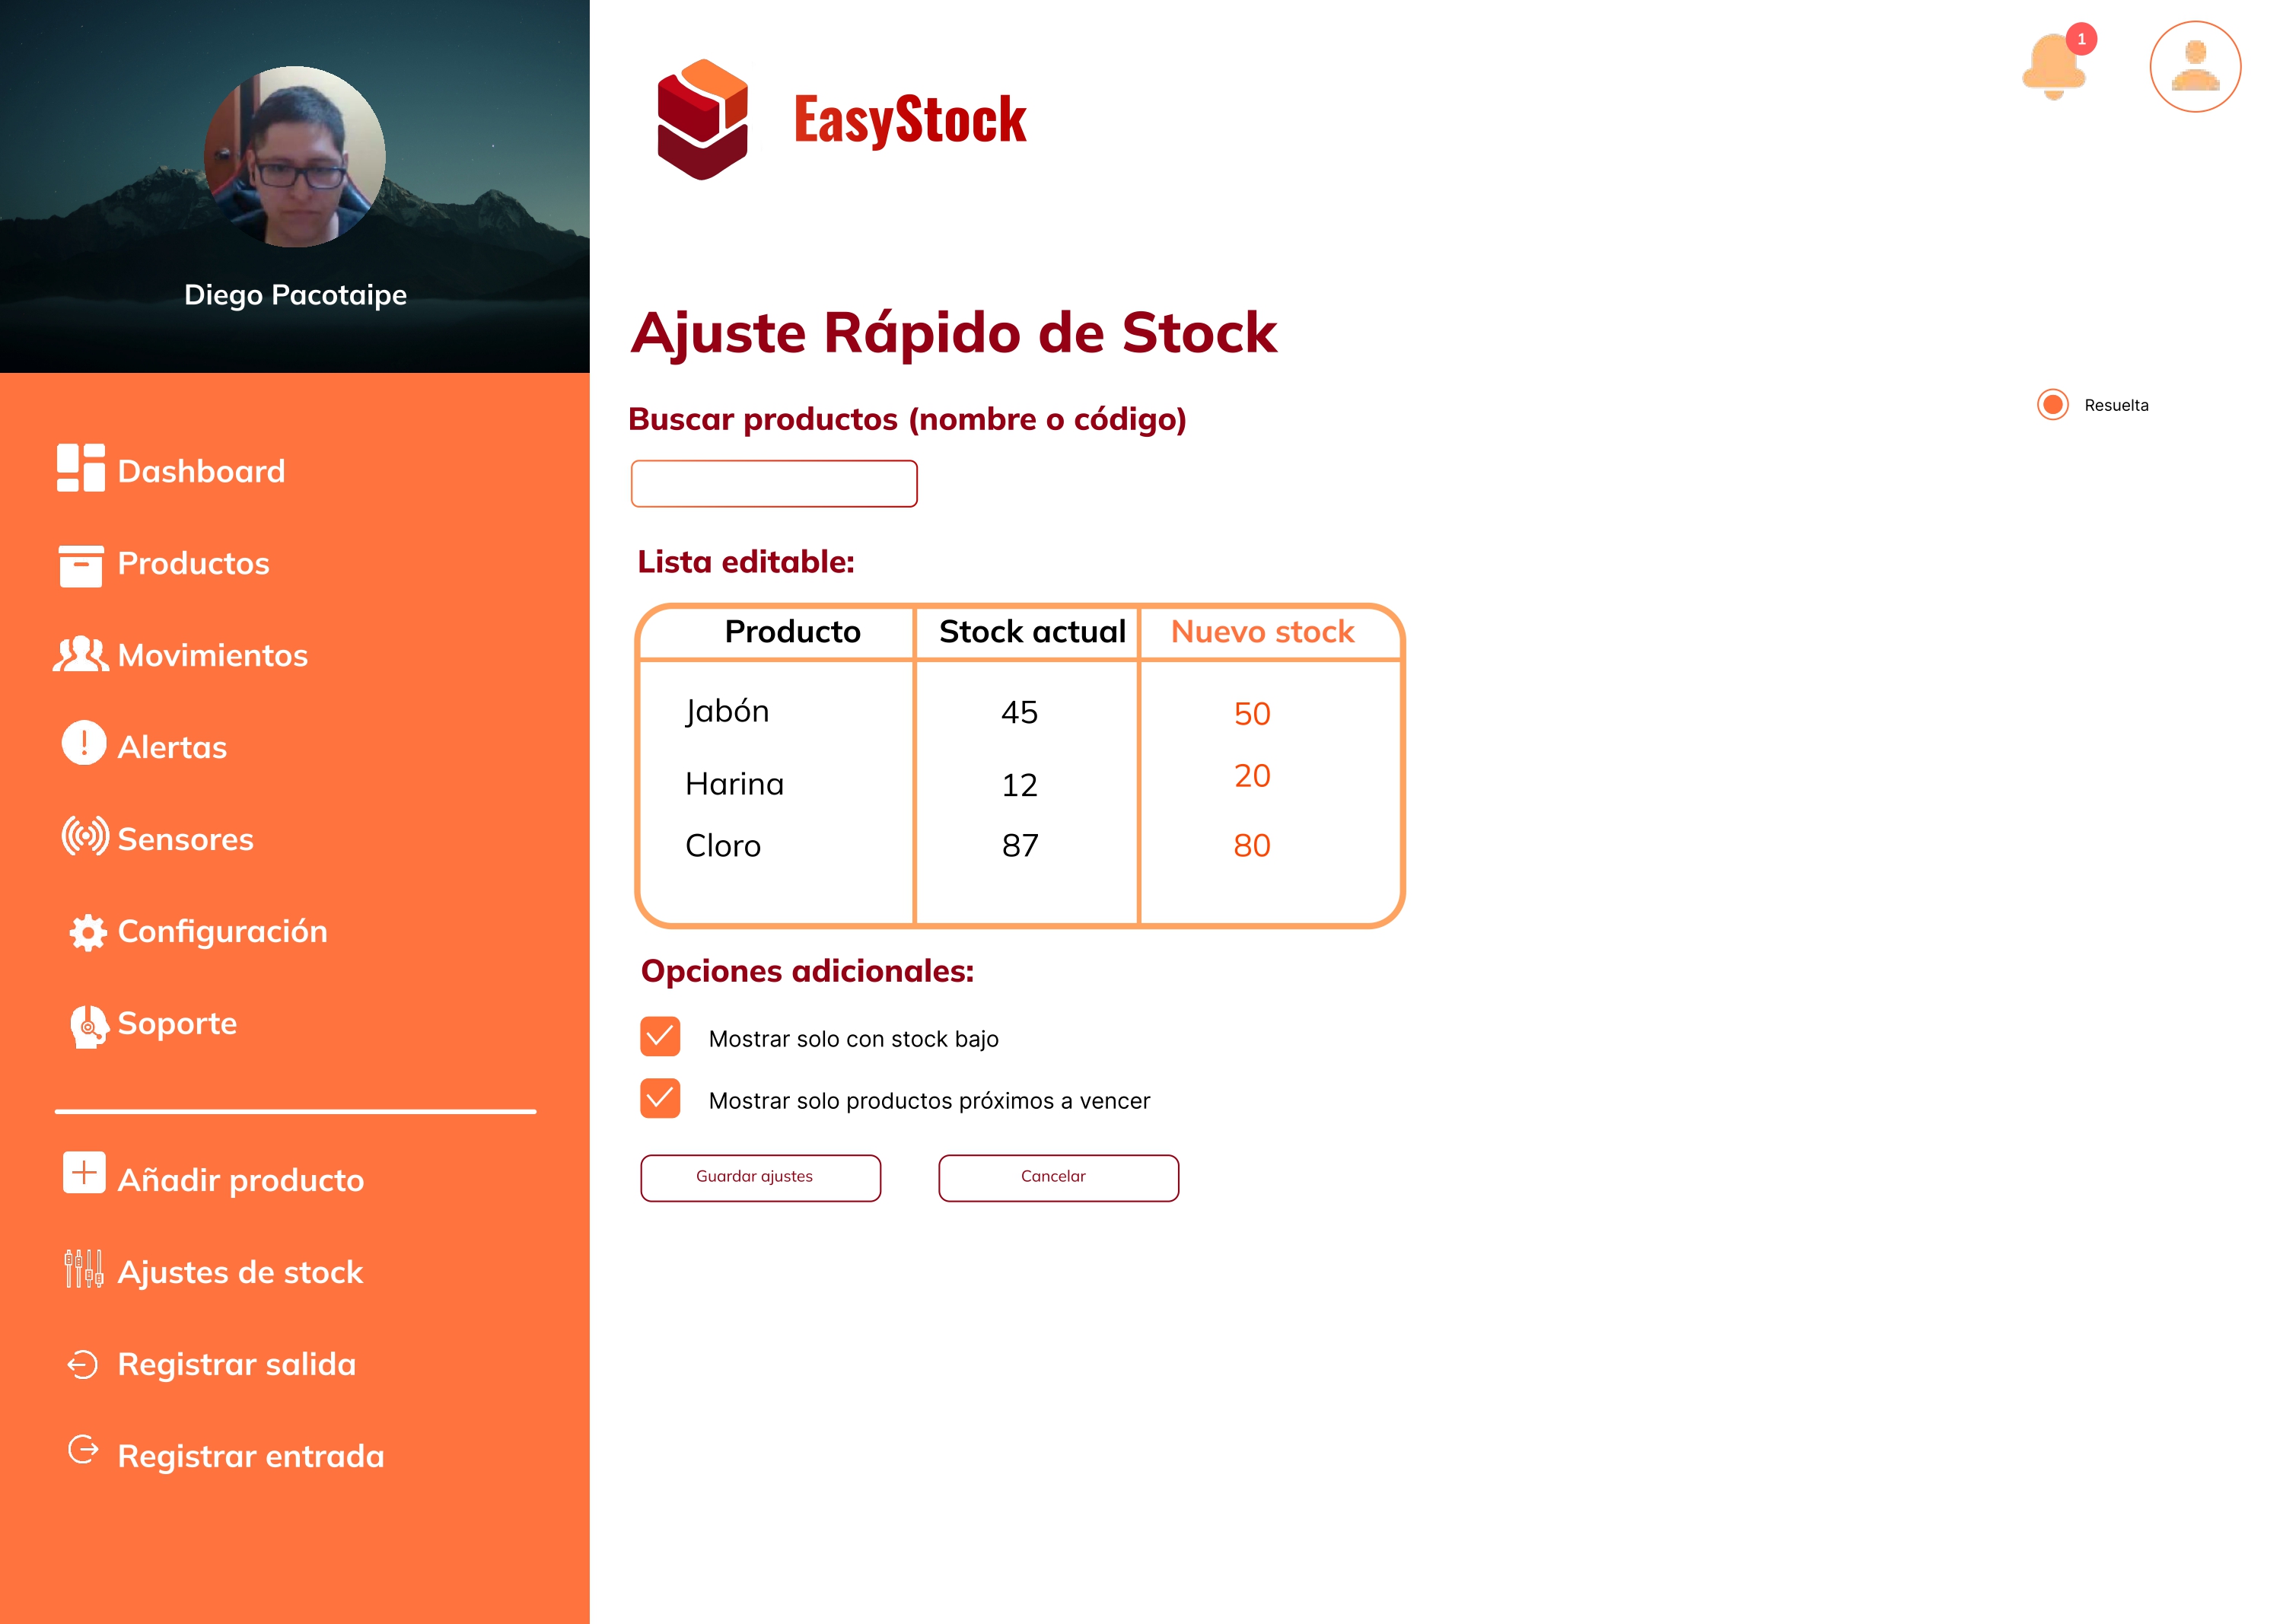 Diego Pacotaipe
Dashboard
Productos
Movimientos
Alertas
Sensores
Configuración
Soporte
Añadir producto
Ajustes de stock
Registrar salida
Registrar entrada
EasyStock
1
Ajuste Rápido de Stock
Resuelta
Buscar productos (nombre o código)
Lista editable:
Producto Stock actual Nuevo stock
Jabón 45 50
Harina 12 20
Cloro 87 80
Opciones adicionales:
Mostrar solo con stock bajo
Mostrar solo productos próximos a vencer
Guardar ajustes Cancelar